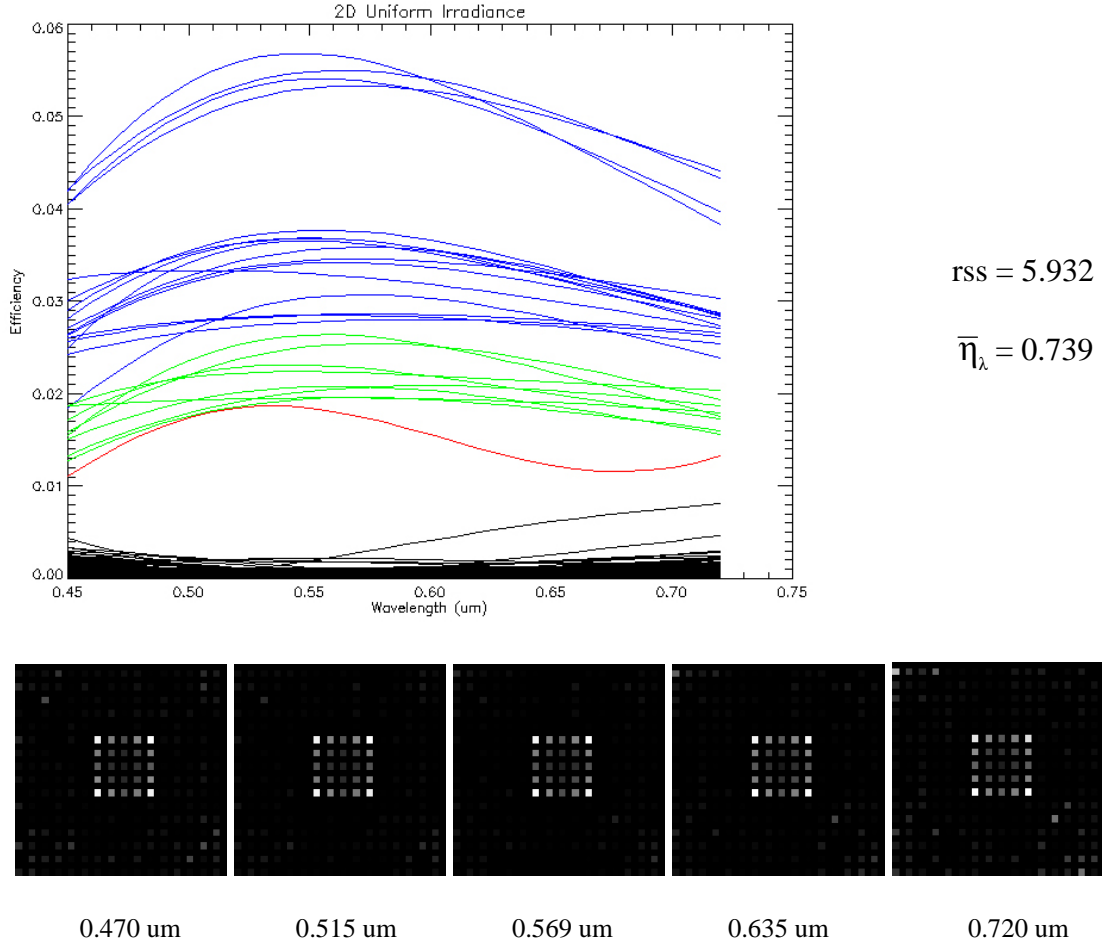 2D Uniform Irradiance
0.06
0.05
0.04
0.03
0.02
0.01
0.00
Efficiency
0.45 0.50 0.55 0.60 0.65 0.70 0.75
Wavelength (um)
rss = 5.932
η̅λ = 0.739
0.470 um 0.515 um 0.569 um 0.635 um 0.720 um